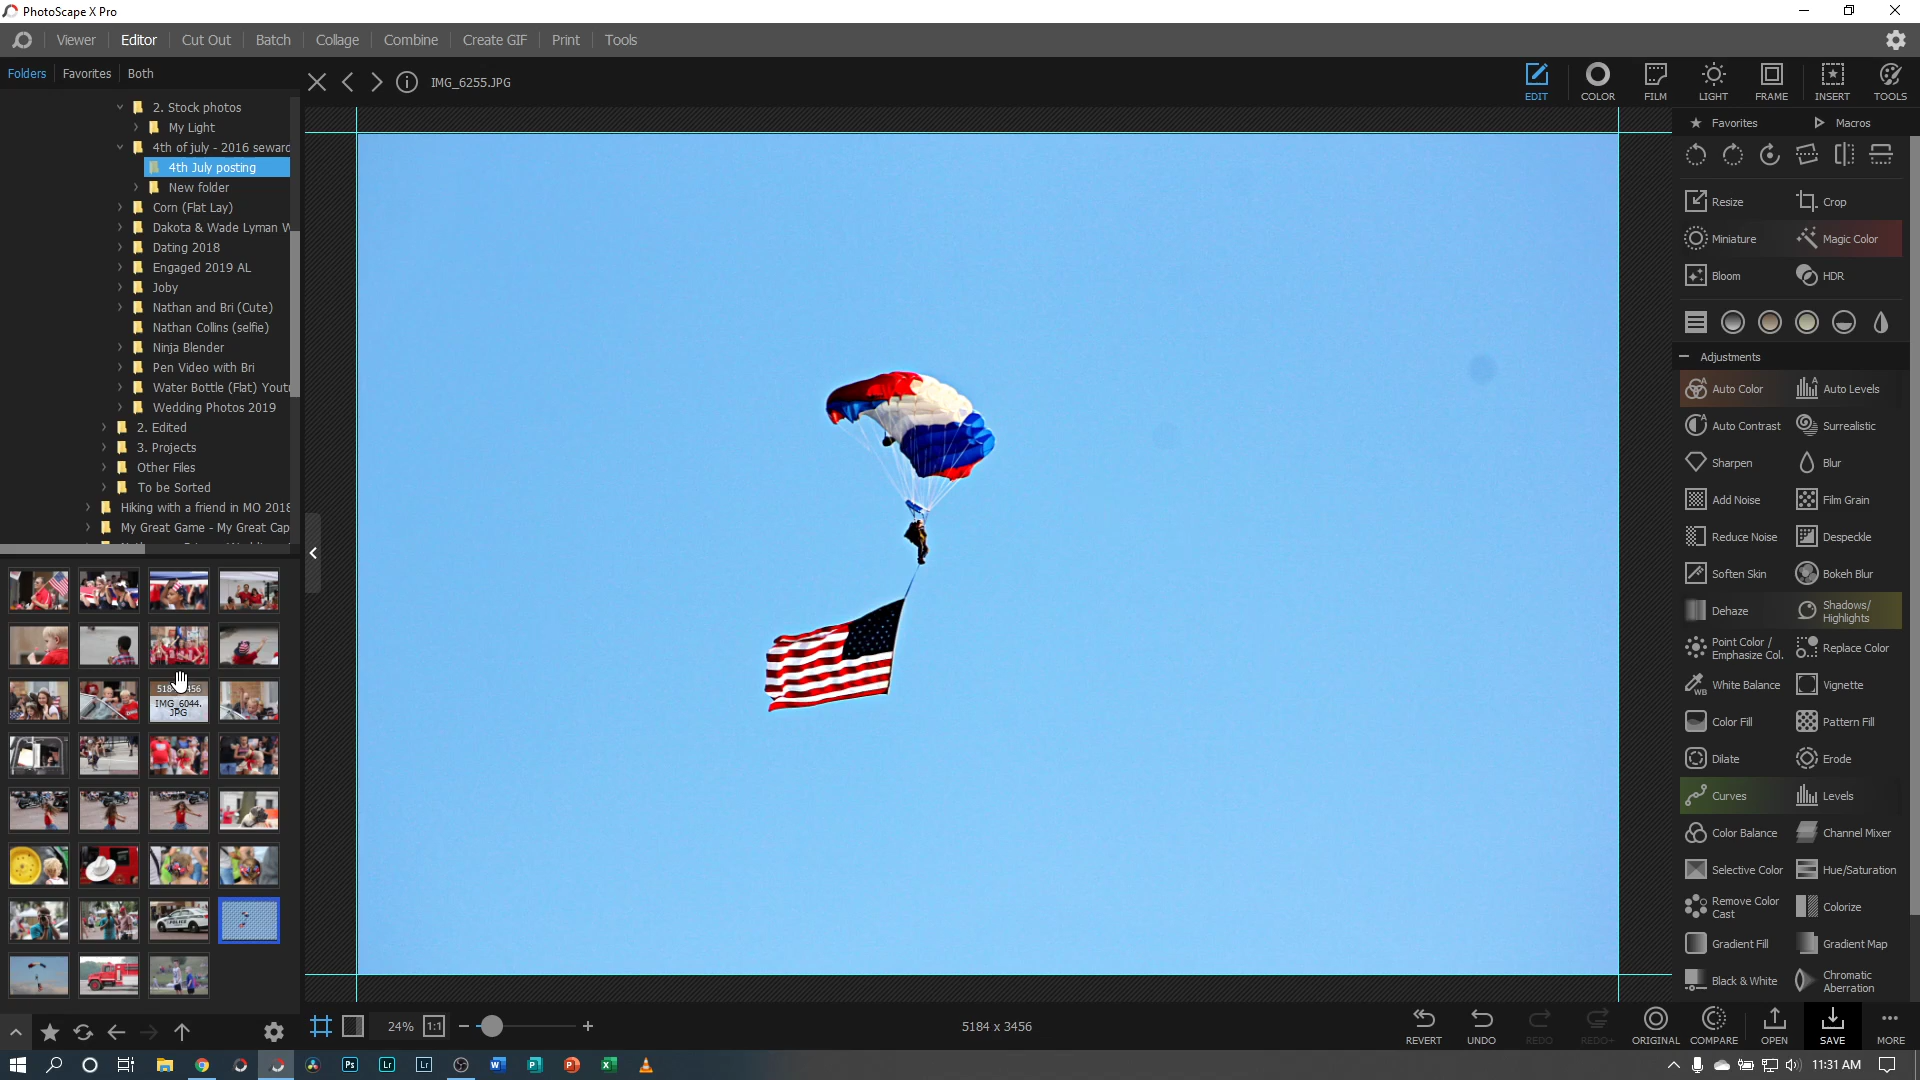 PhotoScape X Pro
Viewer Editor Cut Out Batch Collage Combine Create GIF Print Tools
Folders Favorites Both
IMG_6255.JPG
EDIT COLOR FILM LIGHT FRAME INSERT TOOLS
2. Stock photos
My Light
4th of july - 2016 seward
4th July posting
New folder
Corn (Flat Lay)
Dakota & Wade Lyman W
Dating 2018
Engaged 2019 AL
Joby
Nathan and Bri (Cute)
Nathan Collins (selfie)
Ninja Blender
Pen Video with Bri
Water Bottle (Flat) Yout
Wedding Photos 2019
2. Edited
3. Projects
Other Files
To be Sorted
Hiking with a friend in MO 2018
My Great Game - My Great Cap
IMG_6044.
JPG
Favorites Macros
Resize Crop
Miniature Magic Color
Bloom HDR
Adjustments
Auto Color Auto Levels
Auto Contrast Surrealistic
Sharpen Blur
Add Noise Film Grain
Reduce Noise Despeckle
Soften Skin Bokeh Blur
Dehaze Shadows/
Highlights
Point Color /
Emphasize Col. Replace Color
White Balance Vignette
Color Fill Pattern Fill
Dilate Erode
Curves Levels
Color Balance Channel Mixer
Selective Color Hue/Saturation
Remove Color
Cast Colorize
Gradient Fill Gradient Map
Black & White Chromatic
Aberration
24% 1:1 5184 x 3456
REVERT UNDO REDO REDO+ ORIGINAL COMPARE OPEN SAVE MORE
Ps Lr Lr 11:31 AM